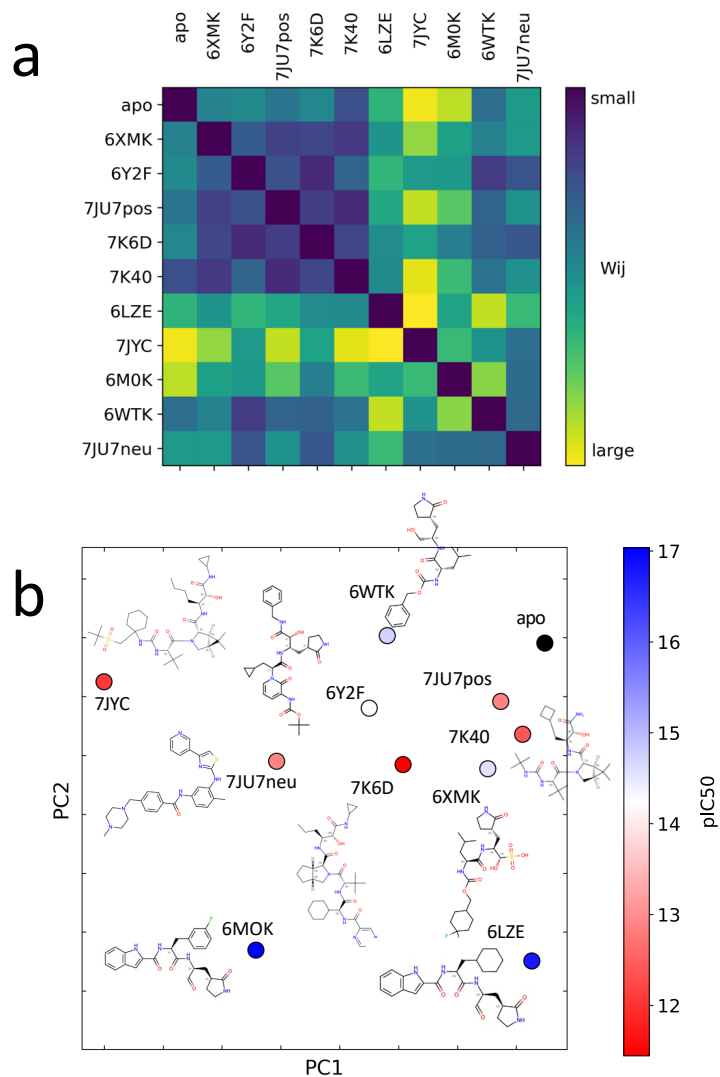 a
apo 6XMK 6Y2F 7JU7pos 7K6D 7K40 6LZE 7JYC 6M0K 6WTK 7JU7neu
apo
6XMK
6Y2F
7JU7pos
7K6D
7K40
6LZE
7JYC
6M0K
6WTK
7JU7neu
small
Wij
large
b
6WTK
apo
7JU7pos
6Y2F
7JYC
7K40
7JU7neu
7K6D
6XMK
6MOK
6LZE
PC2
PC1
17
16
15
14
13
12
pIC50